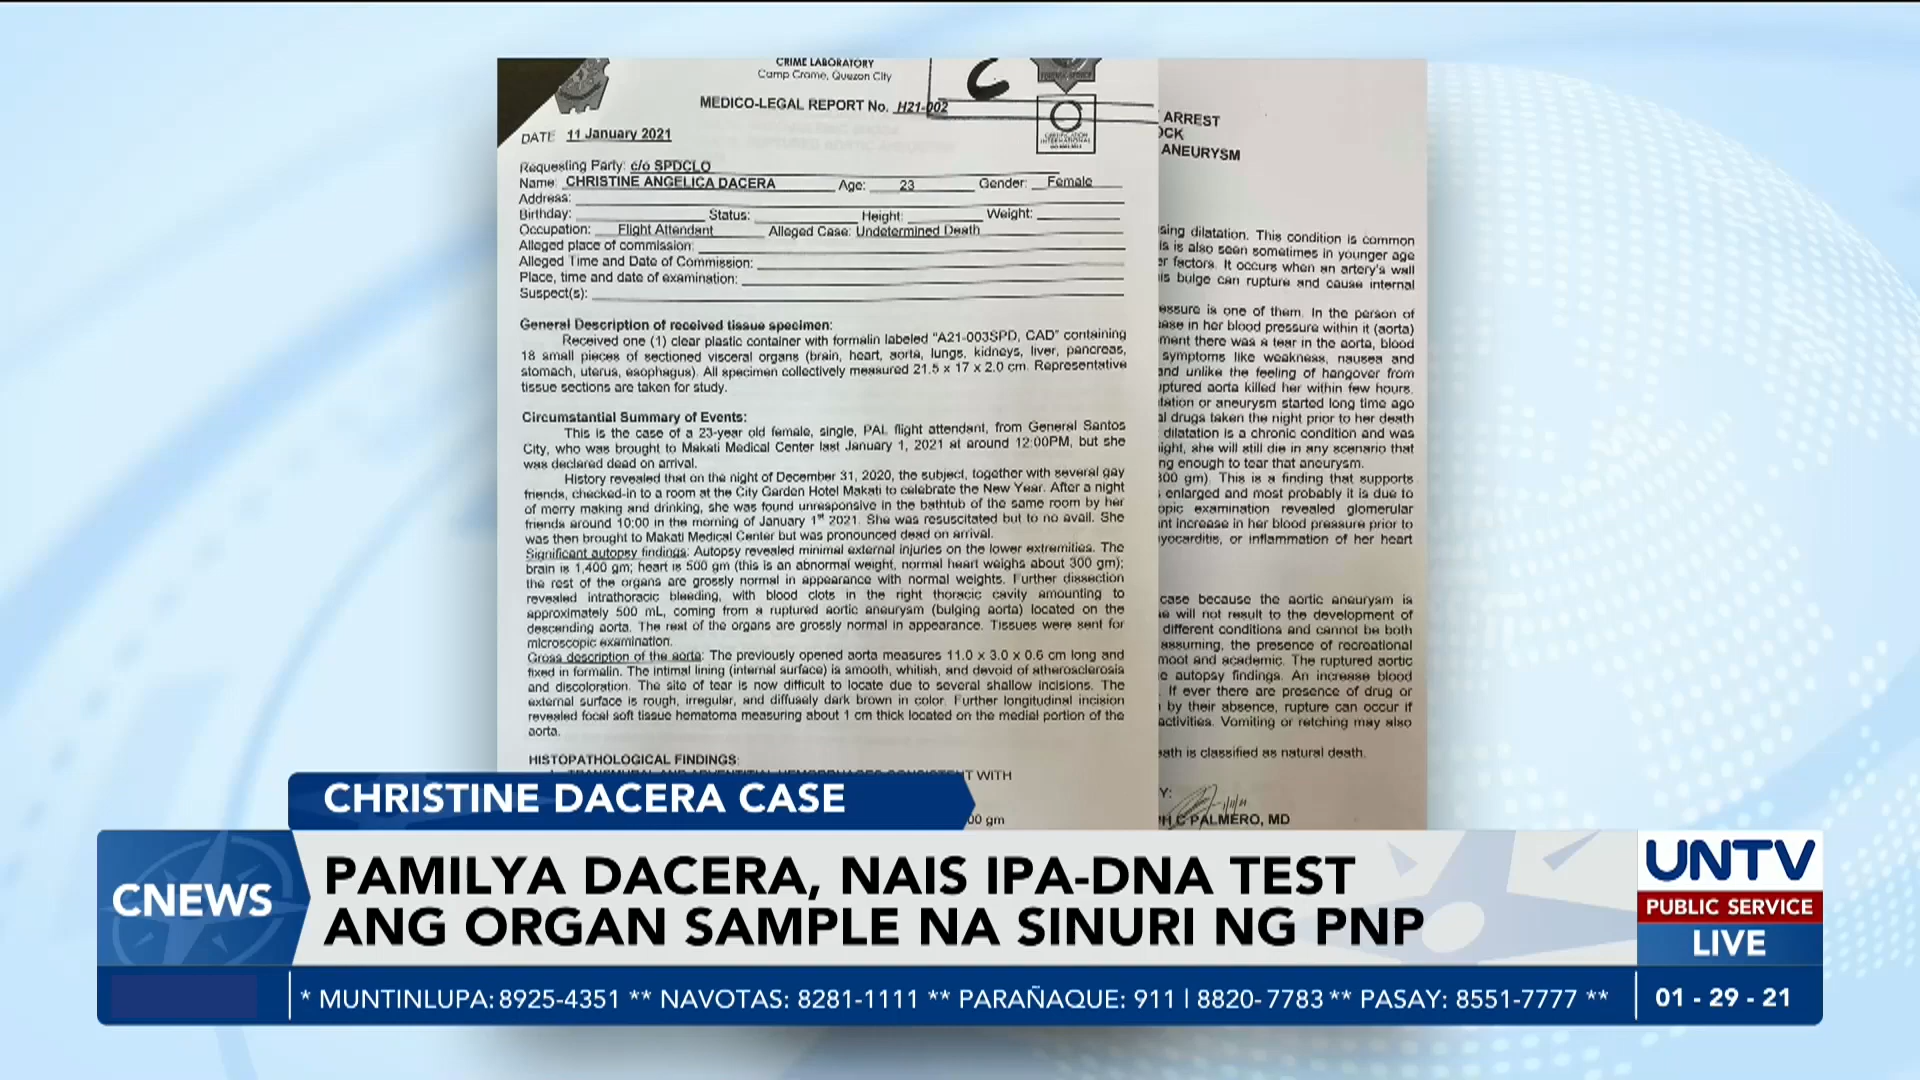 CRIME LABORATORY
Camp Crame, Quezon City
MEDICO-LEGAL REPORT No. H21-002
DATE 11 January 2021
Requesting Party: c/o SPDCLO
Name: CHRISTINE ANGELICA DACERA Age: 23 Gender: Female
Address:
Birthday: Status: Height: Weight:
Occupation: Flight Attendant Alleged Case: Undetermined Death
Alleged place of commission:
Alleged Time and Date of Commission:
Place, time and date of examination:
Suspect(s):
General Description of received tissue specimen:
Received one (1) clear plastic container with formalin labeled "A21-003SPD, CAD" containing
18 small pieces of sectioned visceral organs (brain, heart, aorta, lungs, kidneys, liver, pancreas,
stomach, uterus, esophagus). All specimen collectively measured 21.5 x 17 x 2.0 cm. Representative
tissue sections are taken for study.
Circumstantial Summary of Events:
This is the case of a 23-year old female, single, PAL flight attendant, from General Santos
City, who was brought to Makati Medical Center last January 1, 2021 at around 12:00PM, but she
was declared dead on arrival.
History revealed that on the night of December 31, 2020, the subject, together with several gay
friends, checked-in to a room at the City Garden Hotel Makati to celebrate the New Year. After a night
of merry making and drinking, she was found unresponsive in the bathtub of the same room by her
friends around 10:00 in the morning of January 1st 2021. She was resuscitated but to no avail. She
was then brought to Makati Medical Center but was pronounced dead on arrival.
Significant autopsy findings: Autopsy revealed minimal external injuries on the lower extremities. The
brain is 1,400 gm; heart is 500 gm (this is an abnormal weight, normal heart weighs about 300 gm);
the rest of the organs are grossly normal in appearance with normal weights. Further dissection
revealed intrathoracic bleeding, with blood clots in the right thoracic cavity amounting to
approximately 500 mL, coming from a ruptured aortic aneurysm (bulging aorta) located on the
descending aorta. The rest of the organs are grossly normal in appearance. Tissues were sent for
microscopic examination.
Gross description of the aorta: The previously opened aorta measures 11.0 x 3.0 x 0.6 cm long and
fixed in formalin. The intimal lining (internal surface) is smooth, whitish, and devoid of atherosclerosis
and discoloration. The site of tear is now difficult to locate due to several shallow incisions. The
external surface is rough, irregular, and diffusely dark brown in color. Further longitudinal incision
revealed focal soft tissue hematoma measuring about 1 cm thick located on the medial portion of the
aorta.
HISTOPATHOLOGICAL FINDINGS:
T WITH
00 gm
ARREST
OCK
ANEURYSM
sing dilatation. This condition is common
is is also seen sometimes in younger age
er factors. It occurs when an artery's wall
is bulge can rupture and cause internal
essure is one of them. In the person of
ease in her blood pressure within it (aorta)
ment there was a tear in the aorta, blood
symptoms like weakness, nausea and
and unlike the feeling of hangover from
uptured aorta killed her within few hours.
tation or aneurysm started long time ago
al drugs taken the night prior to her death
dilatation is a chronic condition and was
ight, she will still die in any scenario that
ng enough to tear that aneurysm.
300 gm). This is a finding that supports
enlarged and most probably it is due to
opic examination revealed glomerular
nt increase in her blood pressure prior to
yocarditis, or inflammation of her heart
case because the aortic aneurysm is
e will not result to the development of
different conditions and cannot be both
assuming, the presence of recreational
moot and academic. The ruptured aortic
e autopsy findings. An increase blood
. If ever there are presence of drug or
by their absence, rupture can occur if
activities. Vomiting or retching may also
eath is classified as natural death.
Y:
H C PALMERO, MD
CHRISTINE DACERA CASE
CNEWS
PAMILYA DACERA, NAIS IPA-DNA TEST
ANG ORGAN SAMPLE NA SINURI NG PNP
UNTV
PUBLIC SERVICE
LIVE
* MUNTINLUPA: 8925-4351 ** NAVOTAS: 8281-1111 ** PARAÑAQUE: 911 | 8820-7783 ** PASAY: 8551-7777 **
01 - 29 - 21